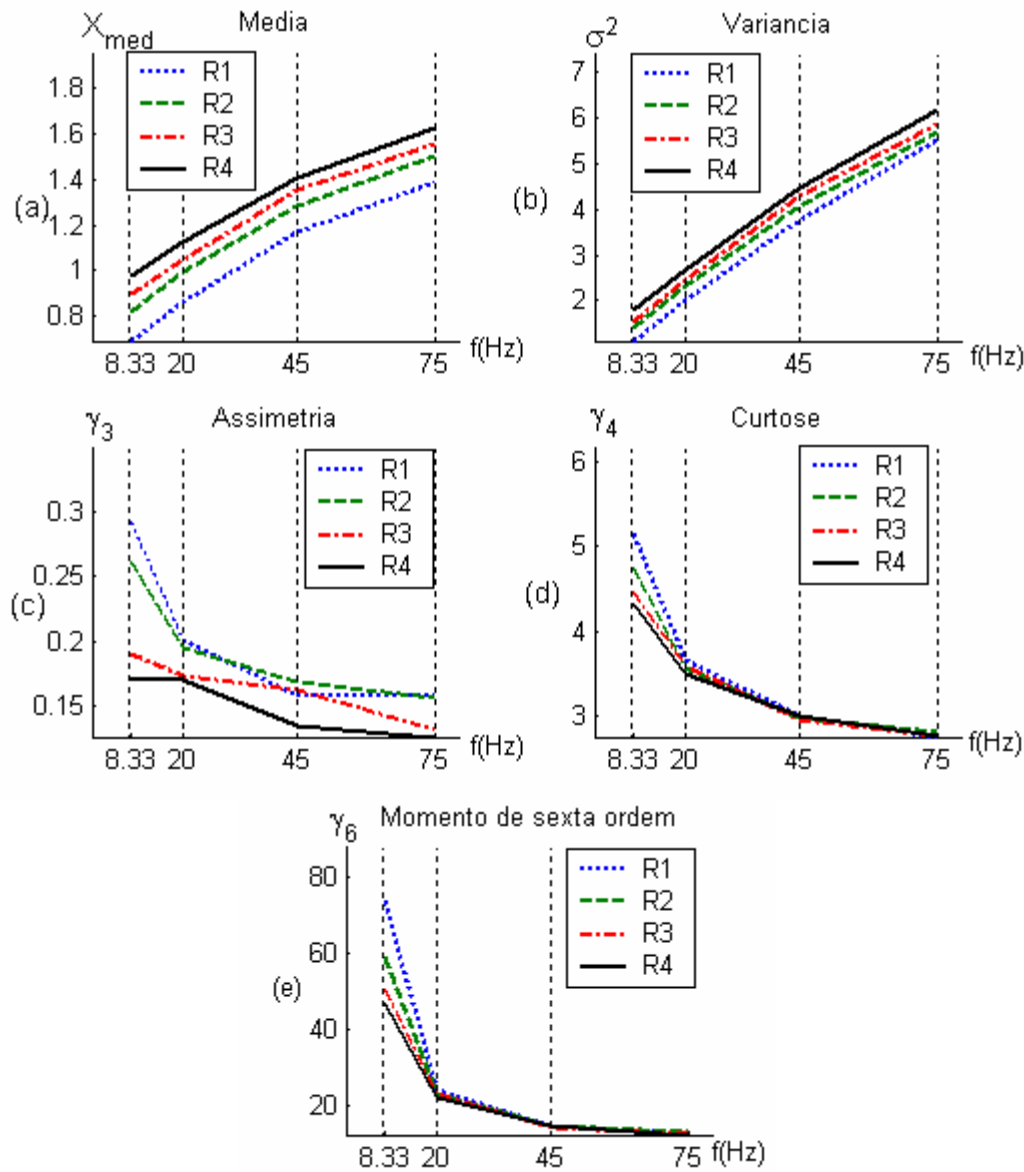 Media
X_med
1.8
1.6
1.4
1.2
1
0.8
(a)
R1
R2
R3
R4
8.33 20 45 75
f(Hz)
Variancia
σ²
7
6
5
4
3
2
(b)
R1
R2
R3
R4
8.33 20 45 75
f(Hz)
Assimetria
γ₃
0.3
0.25
0.2
0.15
(c)
R1
R2
R3
R4
8.33 20 45 75
f(Hz)
Curtose
γ₄
6
5
4
3
(d)
R1
R2
R3
R4
8.33 20 45 75
f(Hz)
Momento de sexta ordem
γ₆
80
60
40
20
(e)
R1
R2
R3
R4
8.33 20 45 75
f(Hz)